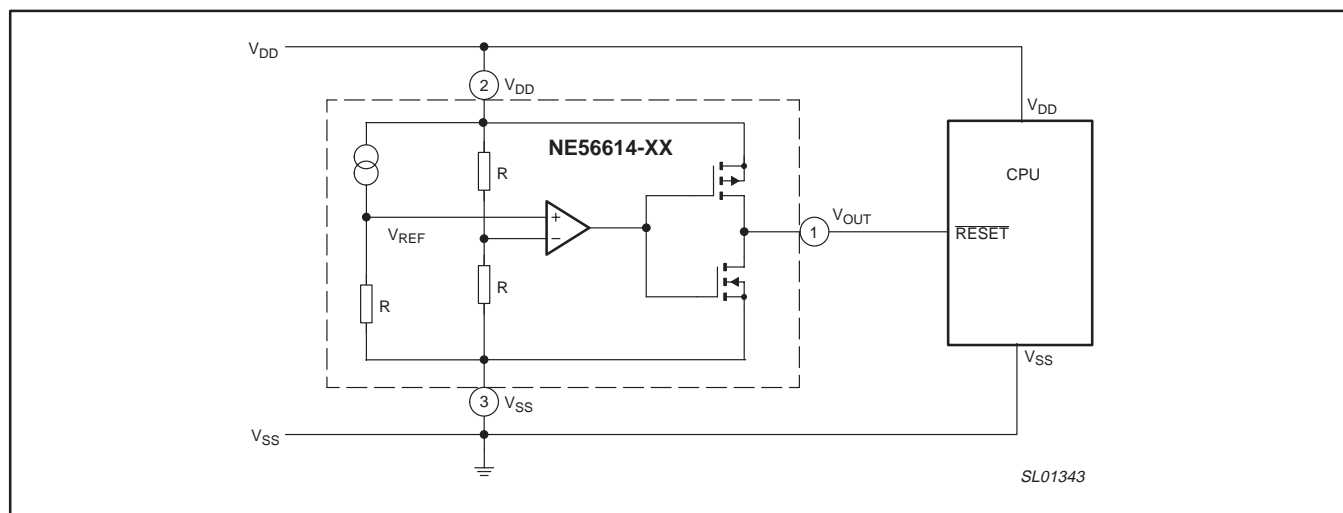 VDD
2 VDD
VDD
NE56614-XX
R
CPU
+
VREF
−
VOUT
1
RESET
R
R
VSS
3 VSS
VSS
SL01343